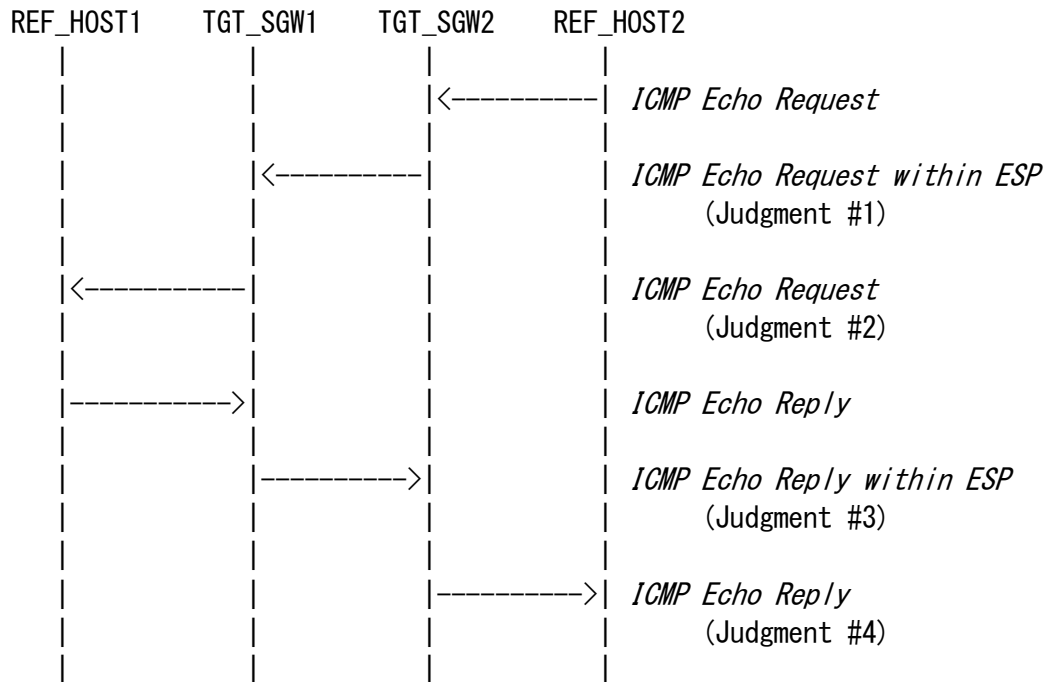 REF_HOST1 TGT_SGW1 TGT_SGW2 REF_HOST2
ICMP Echo Request
ICMP Echo Request within ESP
(Judgment #1)
ICMP Echo Request
(Judgment #2)
ICMP Echo Reply
ICMP Echo Reply within ESP
(Judgment #3)
ICMP Echo Reply
(Judgment #4)